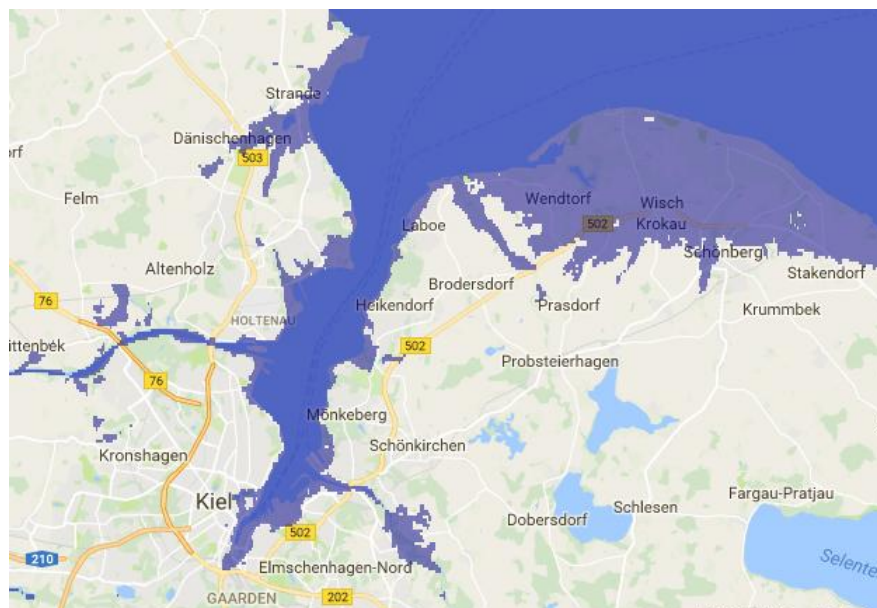 Strande
Dänischenhagen
503
orf
Felm
Wendtorf
Wisch
Krokau
502
Laboe
Schönberg
Stakendorf
Altenholz
Brodersdorf
76
Heikendorf
Prasdorf
Krummbek
HOLTENAU
ittenbek
502
Probsteierhagen
76
Mönkeberg
Schönkirchen
Kronshagen
Kiel
Fargau-Pratjau
Schlesen
Dobersdorf
502
210
Elmschenhagen-Nord
Selente
GAARDEN
202